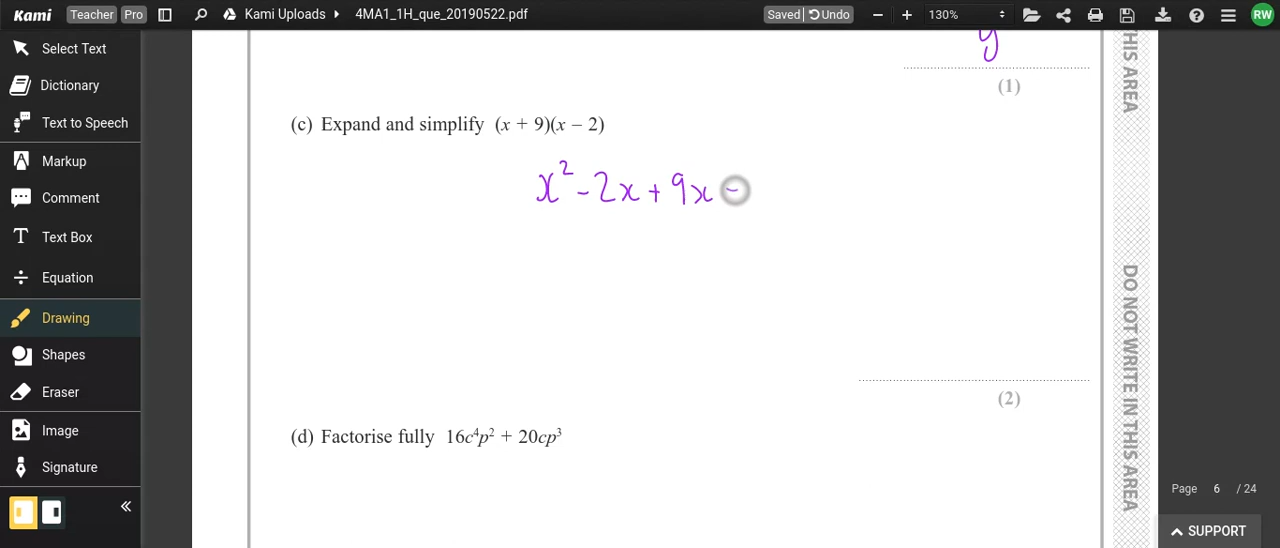 Kami Teacher Pro Kami Uploads 4MA1_1H_que_20190522.pdf Saved Undo − + 130% RW
Select Text
Dictionary
Text to Speech
Markup
Comment
Text Box
Equation
Drawing
Shapes
Eraser
Image
Signature
y
(1)
(c) Expand and simplify (x + 9)(x − 2)
x² - 2x + 9x -
(2)
(d) Factorise fully 16c⁴p² + 20cp³
HIS AREA
DO NOT WRITE IN THIS AREA
Page 6 / 24
SUPPORT